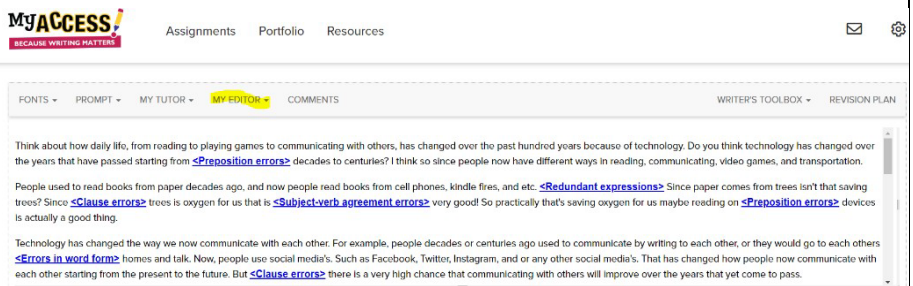 MyACCESS!
BECAUSE WRITING MATTERS
Assignments Portfolio Resources
FONTS PROMPT MY TUTOR MY EDITOR COMMENTS WRITER'S TOOLBOX REVISION PLAN
Think about how daily life, from reading to playing games to communicating with others, has changed over the past hundred years because of technology. Do you think technology has changed over
the years that have passed starting from <Preposition errors> decades to centuries? I think so since people now have different ways in reading, communicating, video games, and transportation.
People used to read books from paper decades ago, and now people read books from cell phones, kindle fires, and etc. <Redundant expressions> Since paper comes from trees isn't that saving
trees? Since <Clause errors> trees is oxygen for us that is <Subject-verb agreement errors> very good! So practically that's saving oxygen for us maybe reading on <Preposition errors> devices
is actually a good thing.
Technology has changed the way we now communicate with each other. For example, people decades or centuries ago used to communicate by writing to each other, or they would go to each others
<Errors in word form> homes and talk. Now, people use social media's. Such as Facebook, Twitter, Instagram, and or any other social media's. That has changed how people now communicate with
each other starting from the present to the future. But <Clause errors> there is a very high chance that communicating with others will improve over the years that yet come to pass.